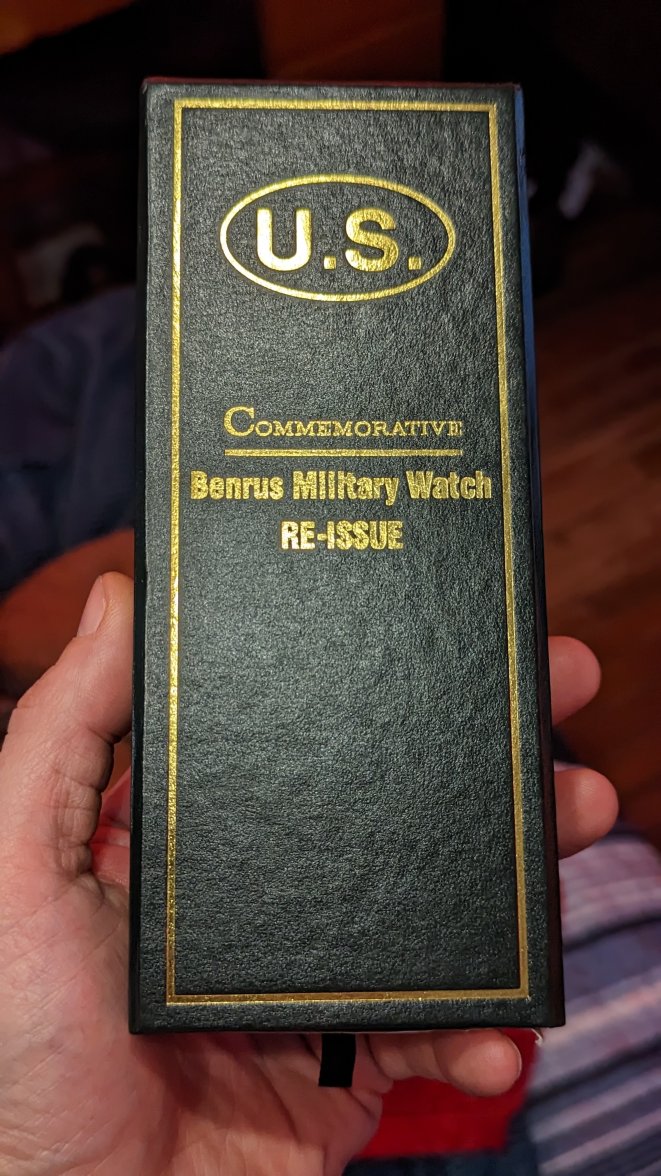 U.S.
COMMEMORATIVE
Benrus Military Watch
RE-ISSUE